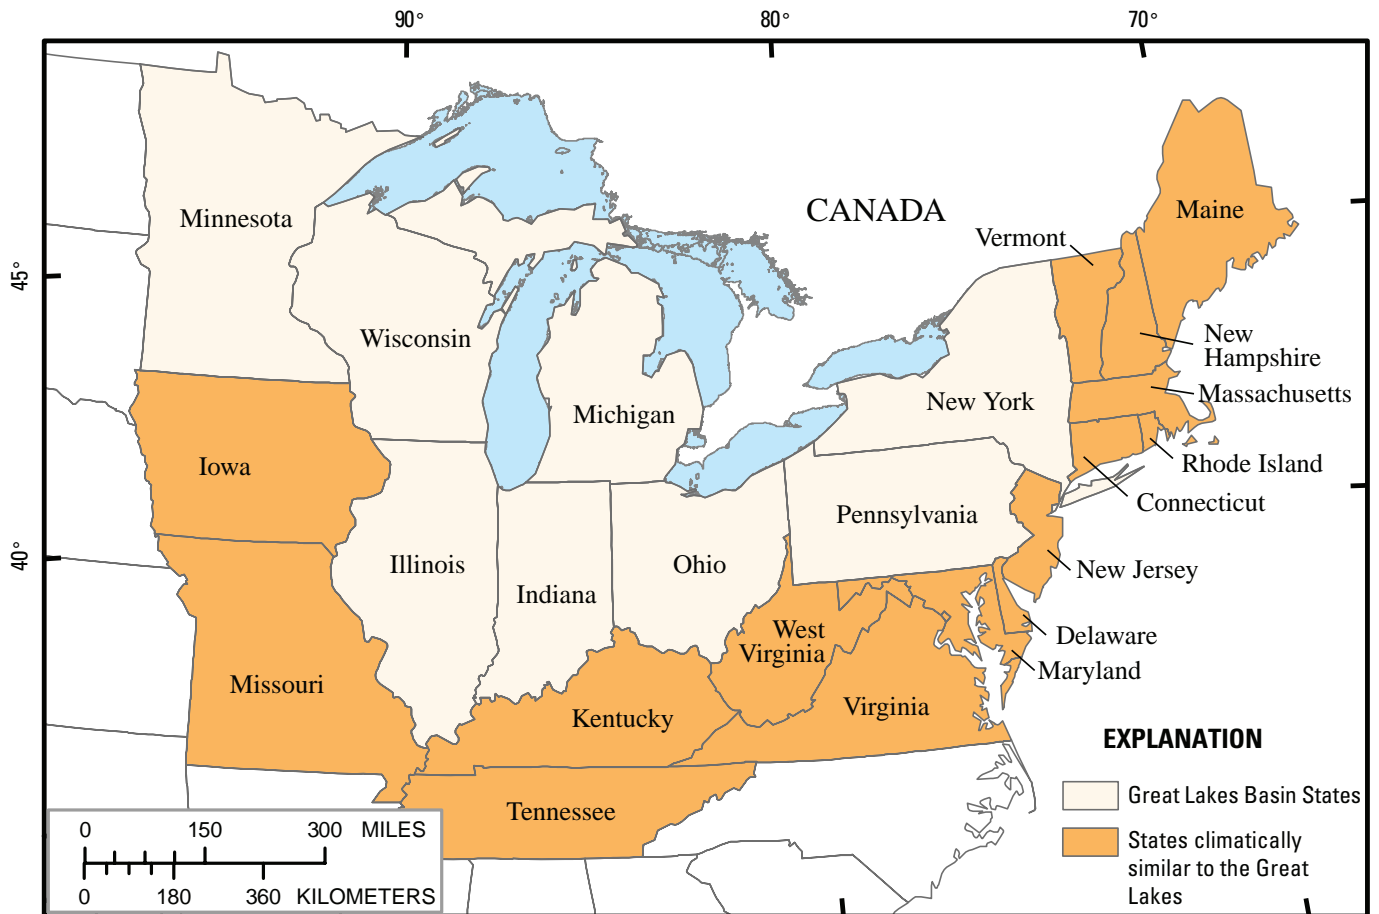 90°
80°
70°
45°
40°
CANADA
Minnesota
Maine
Vermont
Wisconsin
New
Hampshire
Massachusetts
Michigan
New York
Iowa
Rhode Island
Connecticut
Pennsylvania
Illinois
Ohio
Indiana
New Jersey
West
Virginia
Delaware
Maryland
Missouri
Kentucky
Virginia
Tennessee
EXPLANATION
Great Lakes Basin States
States climatically
similar to the Great
Lakes
0 150 300 MILES
0 180 360 KILOMETERS